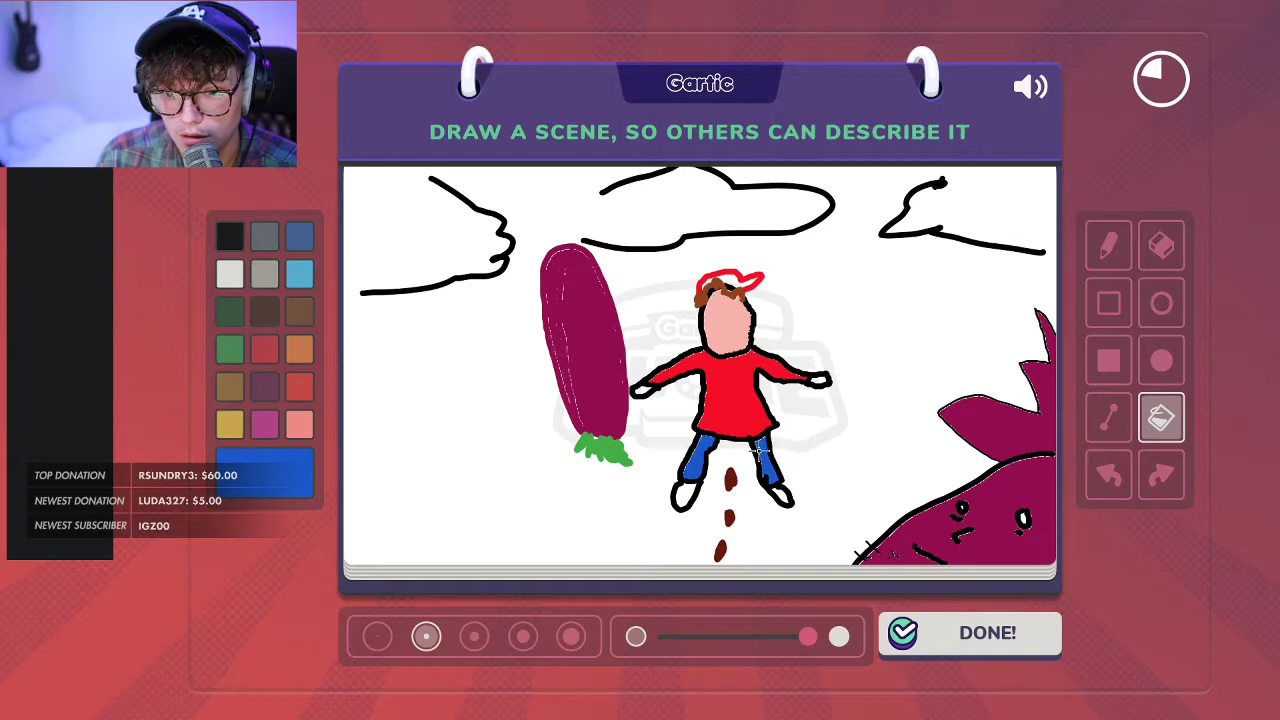 Gartic
DRAW A SCENE, SO OTHERS CAN DESCRIBE IT
TOP DONATION RSUNDRY3: $60.00
NEWEST DONATION LUDA327: $5.00
NEWEST SUBSCRIBER IGZ00
DONE!